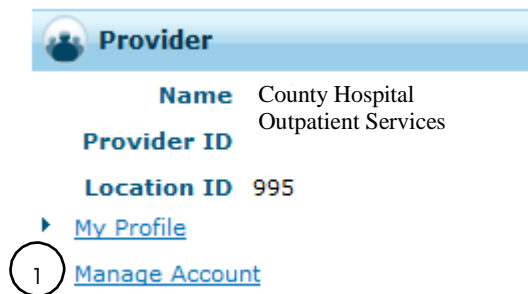 Provider
Name County Hospital
Outpatient Services
Provider ID
Location ID 995
My Profile
1 Manage Account